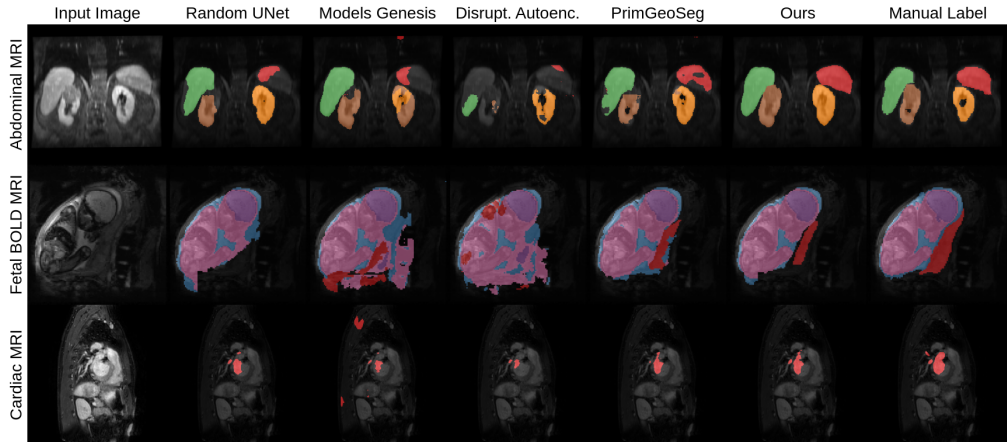 Input Image
Random UNet
Models Genesis
Disrupt. Autoenc.
PrimGeoSeg
Ours
Manual Label
Abdominal MRI
Fetal BOLD MRI
Cardiac MRI